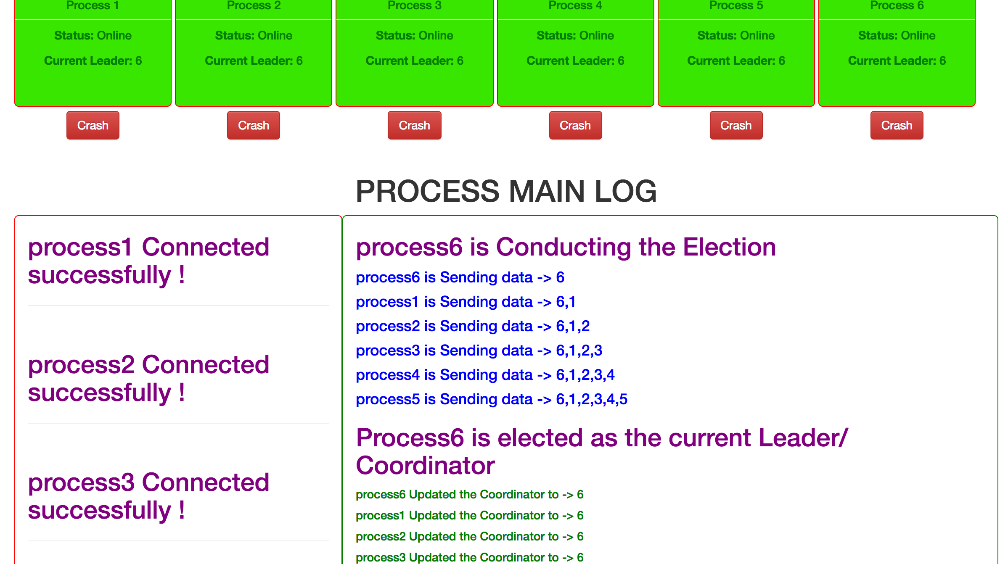 Process 1
Process 2
Process 3
Process 4
Process 5
Process 6
Status: Online
Status: Online
Status: Online
Status: Online
Status: Online
Status: Online
Current Leader: 6
Current Leader: 6
Current Leader: 6
Current Leader: 6
Current Leader: 6
Current Leader: 6
Crash
Crash
Crash
Crash
Crash
Crash
PROCESS MAIN LOG
process1 Connected
successfully !
process2 Connected
successfully !
process3 Connected
successfully !
process6 is Conducting the Election
process6 is Sending data -> 6
process1 is Sending data -> 6,1
process2 is Sending data -> 6,1,2
process3 is Sending data -> 6,1,2,3
process4 is Sending data -> 6,1,2,3,4
process5 is Sending data -> 6,1,2,3,4,5
Process6 is elected as the current Leader/
Coordinator
process6 Updated the Coordinator to -> 6
process1 Updated the Coordinator to -> 6
process2 Updated the Coordinator to -> 6
process3 Updated the Coordinator to -> 6